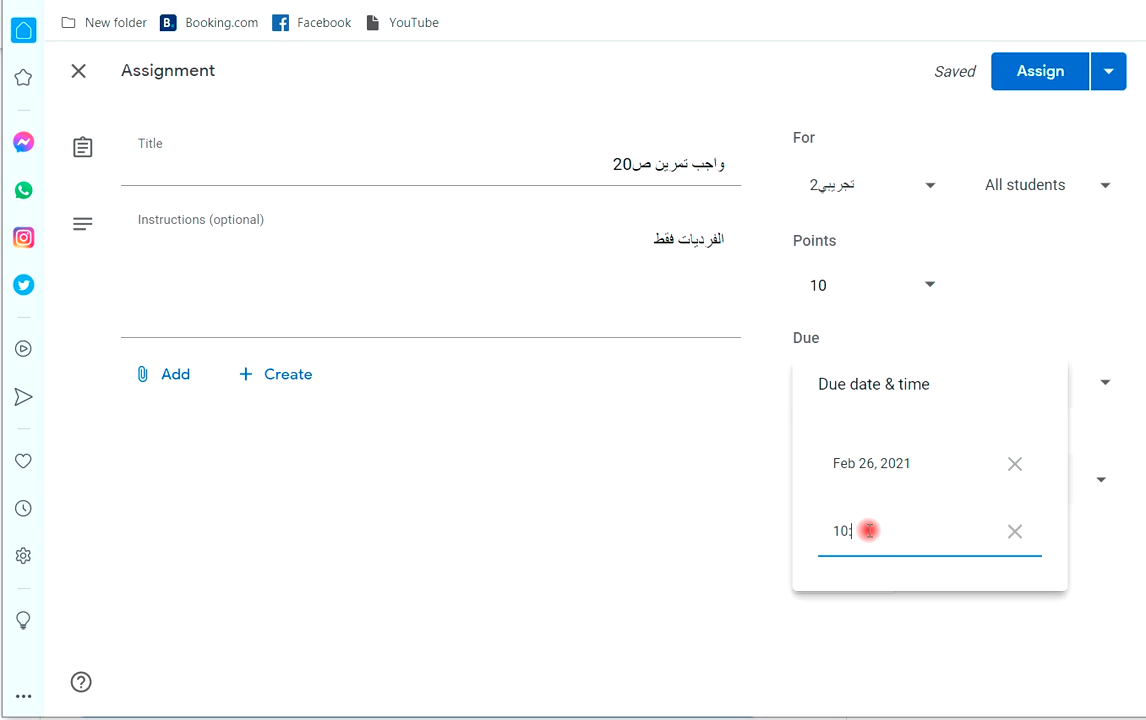 New folder
Booking.com
Facebook
YouTube
Assignment
Saved
Assign
Title
واجب تمرين ص20
Instructions (optional)
الفرديات فقط
Add
Create
For
تجريبي2
All students
Points
10
Due
Due date & time
Feb 26, 2021
10: